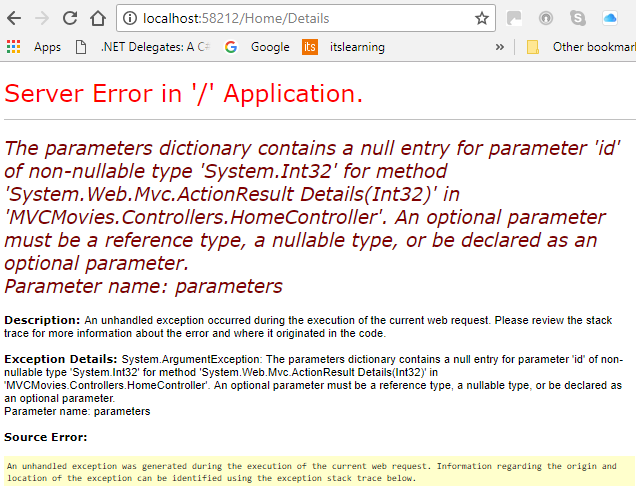 localhost:58212/Home/Details
Apps .NET Delegates: A C# Google its itslearning » Other bookmar
Server Error in '/' Application.
The parameters dictionary contains a null entry for parameter 'id'
of non-nullable type 'System.Int32' for method
'System.Web.Mvc.ActionResult Details(Int32)' in
'MVCMovies.Controllers.HomeController'. An optional parameter
must be a reference type, a nullable type, or be declared as an
optional parameter.
Parameter name: parameters
Description: An unhandled exception occurred during the execution of the current web request. Please review the stack
trace for more information about the error and where it originated in the code.
Exception Details: System.ArgumentException: The parameters dictionary contains a null entry for parameter 'id' of non-
nullable type 'System.Int32' for method 'System.Web.Mvc.ActionResult Details(Int32)' in
'MVCMovies.Controllers.HomeController'. An optional parameter must be a reference type, a nullable type, or be declared as
an optional parameter.
Parameter name: parameters
Source Error:
An unhandled exception was generated during the execution of the current web request. Information regarding the origin and
location of the exception can be identified using the exception stack trace below.